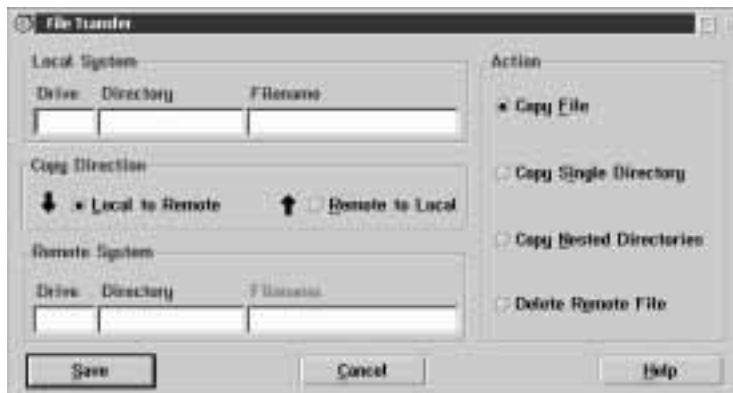 File Transfer
Local System
Drive Directory Filename
Copy Direction
Local to Remote Remote to Local
Remote System
Drive Directory Filename
Action
Copy File
Copy Single Directory
Copy Nested Directories
Delete Remote File
Save Cancel Help